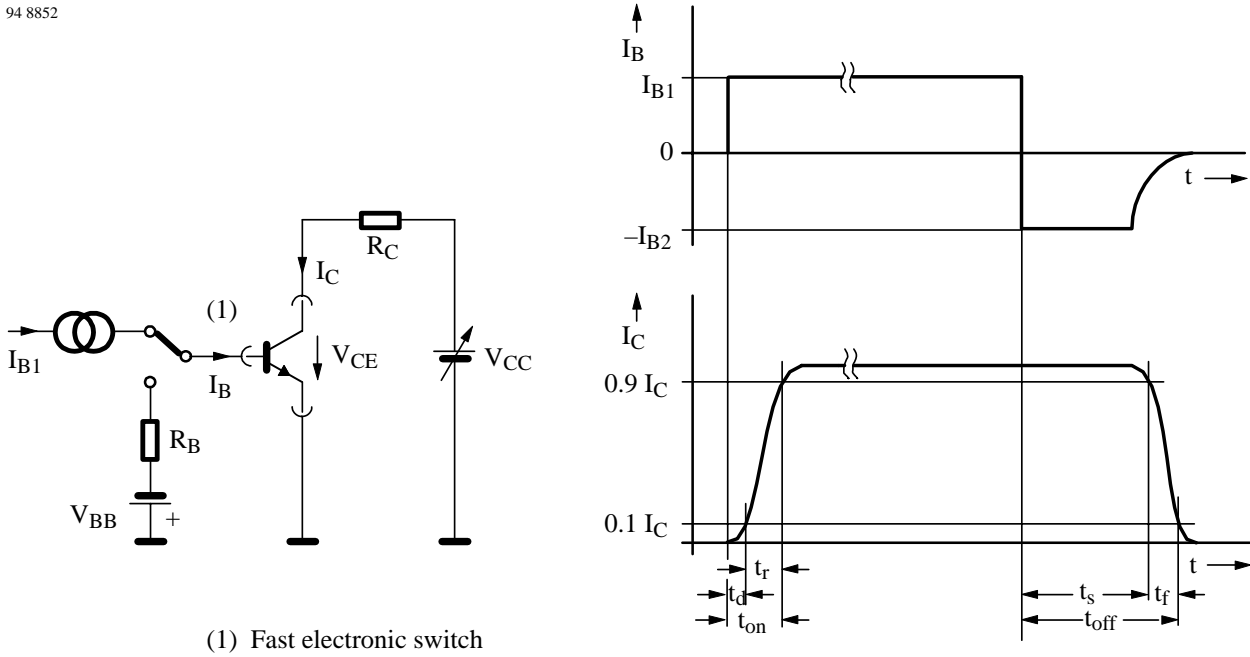 94 8852
I_B
I_B1
0
t
–I_B2
R_C
I_C
(1)
I_B1
I_B
V_CE
V_CC
R_B
V_BB
+
I_C
0.9 I_C
0.1 I_C
t
t_r
t_d
t_s
t_f
t_on
t_off
(1) Fast electronic switch